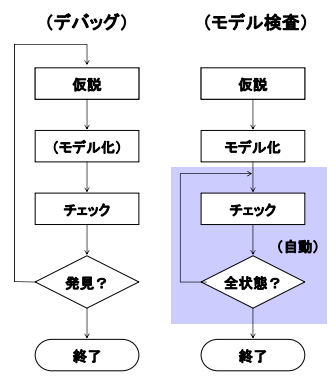 （デバッグ）
仮説
（モデル化）
チェック
発見？
終了
（モデル検査）
仮説
モデル化
チェック
（自動）
全状態？
終了